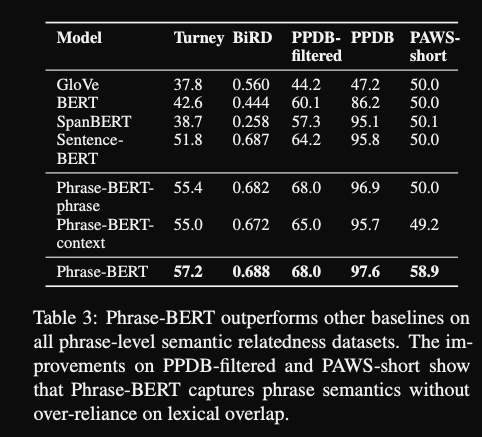 Model Turney BiRD PPDB- PPDB PAWS-
filtered short
GloVe 37.8 0.560 44.2 47.2 50.0
BERT 42.6 0.444 60.1 86.2 50.0
SpanBERT 38.7 0.258 57.3 95.1 50.1
Sentence- 51.8 0.687 64.2 95.8 50.0
BERT
Phrase-BERT- 55.4 0.682 68.0 96.9 50.0
phrase
Phrase-BERT- 55.0 0.672 65.0 95.7 49.2
context
Phrase-BERT 57.2 0.688 68.0 97.6 58.9
Table 3: Phrase-BERT outperforms other baselines on
all phrase-level semantic relatedness datasets. The im-
provements on PPDB-filtered and PAWS-short show
that Phrase-BERT captures phrase semantics without
over-reliance on lexical overlap.